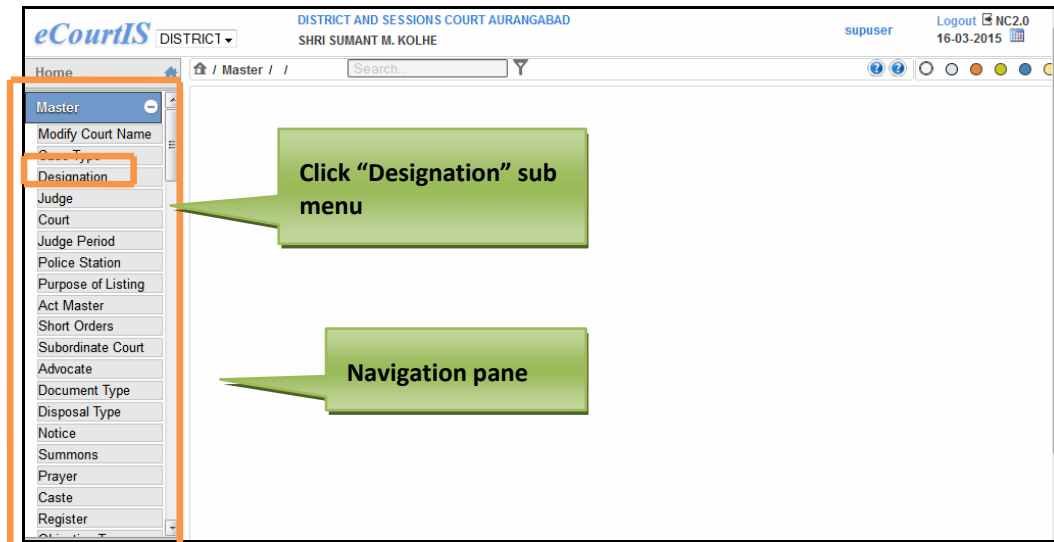 eCourtIS DISTRICT
DISTRICT AND SESSIONS COURT AURANGABAD
SHRI SUMANT M. KOLHE
supuser
Logout NC2.0
16-03-2015
Home
/ Master / /
Search...
Master
Modify Court Name
Case Type
Designation
Judge
Court
Judge Period
Police Station
Purpose of Listing
Act Master
Short Orders
Subordinate Court
Advocate
Document Type
Disposal Type
Notice
Summons
Prayer
Caste
Register
Click “Designation” sub
menu
Navigation pane